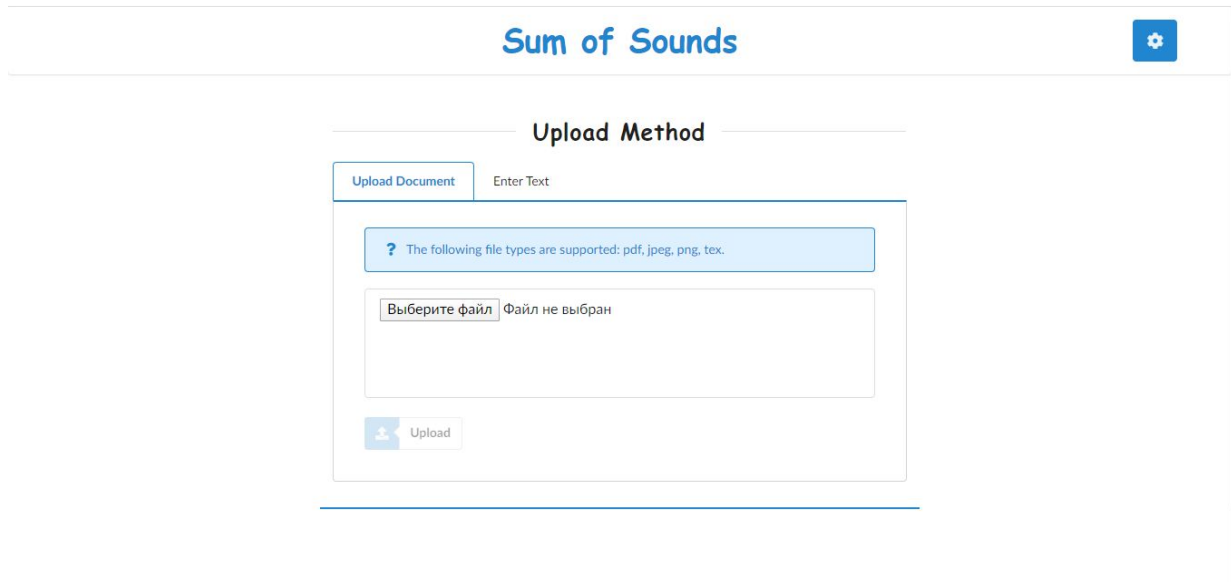 Sum of Sounds
Upload Method
Upload Document Enter Text
? The following file types are supported: pdf, jpeg, png, tex.
Выберите файл Файл не выбран
Upload